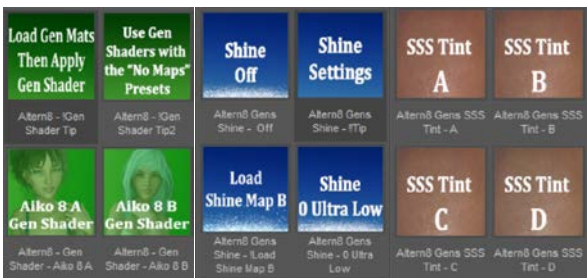 Load Gen Mats
Then Apply
Gen Shader
Altern8 - !Gen
Shader Tip
Use Gen
Shaders with
the "No Maps"
Presets
Altern8 - !Gen
Shader Tip2
Shine
Off
Altern8 Gens
Shine - Off
Shine
Settings
Altern8 Gens
Shine - !Tip
SSS Tint
A
Altern8 Gens SSS
Tint - A
SSS Tint
B
Altern8 Gens SSS
Tint - B
Aiko 8 A
Gen Shader
Altern8 - Gen
Shader - Aiko 8 A
Aiko 8 B
Gen Shader
Altern8 - Gen
Shader - Aiko 8 B
Load
Shine Map B
Altern8 Gens
Shine - !Load
Shine Map B
Shine
0 Ultra Low
Altern8 Gens
Shine - 0 Ultra
Low
SSS Tint
C
Altern8 Gens SSS
Tint - C
SSS Tint
D
Altern8 Gens SSS
Tint - D